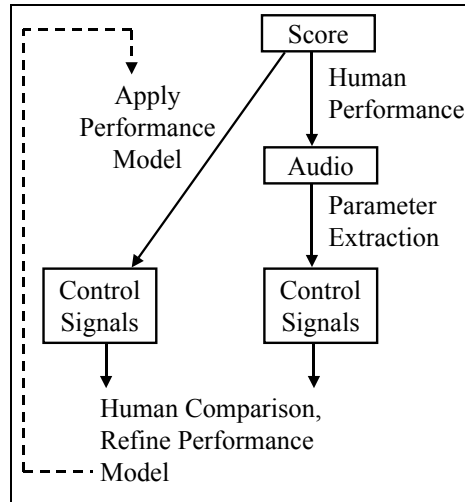 Score
Human
Performance
Apply
Performance
Model
Audio
Parameter
Extraction
Control
Signals
Control
Signals
Human Comparison,
Refine Performance
Model